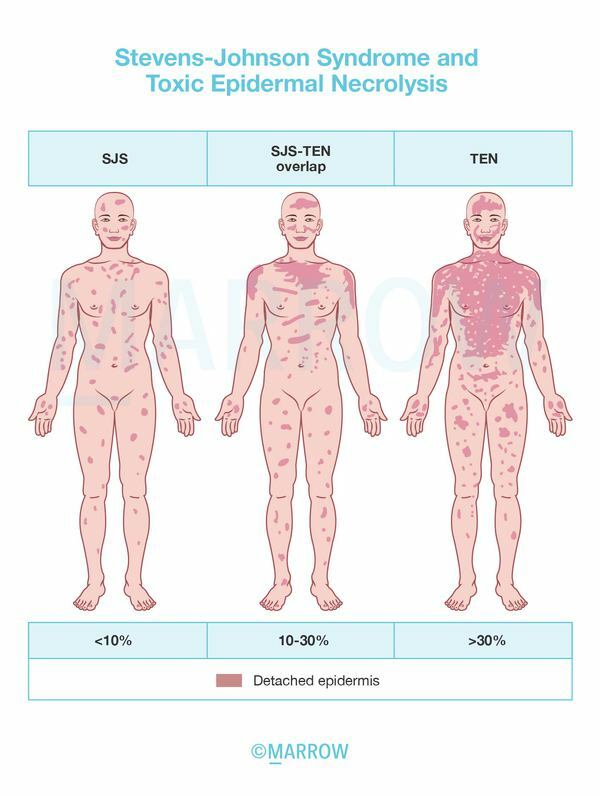 Stevens-Johnson Syndrome and
Toxic Epidermal Necrolysis
SJS
SJS-TEN
overlap
TEN
MARROW
<10%
10-30%
>30%
Detached epidermis
©MARROW